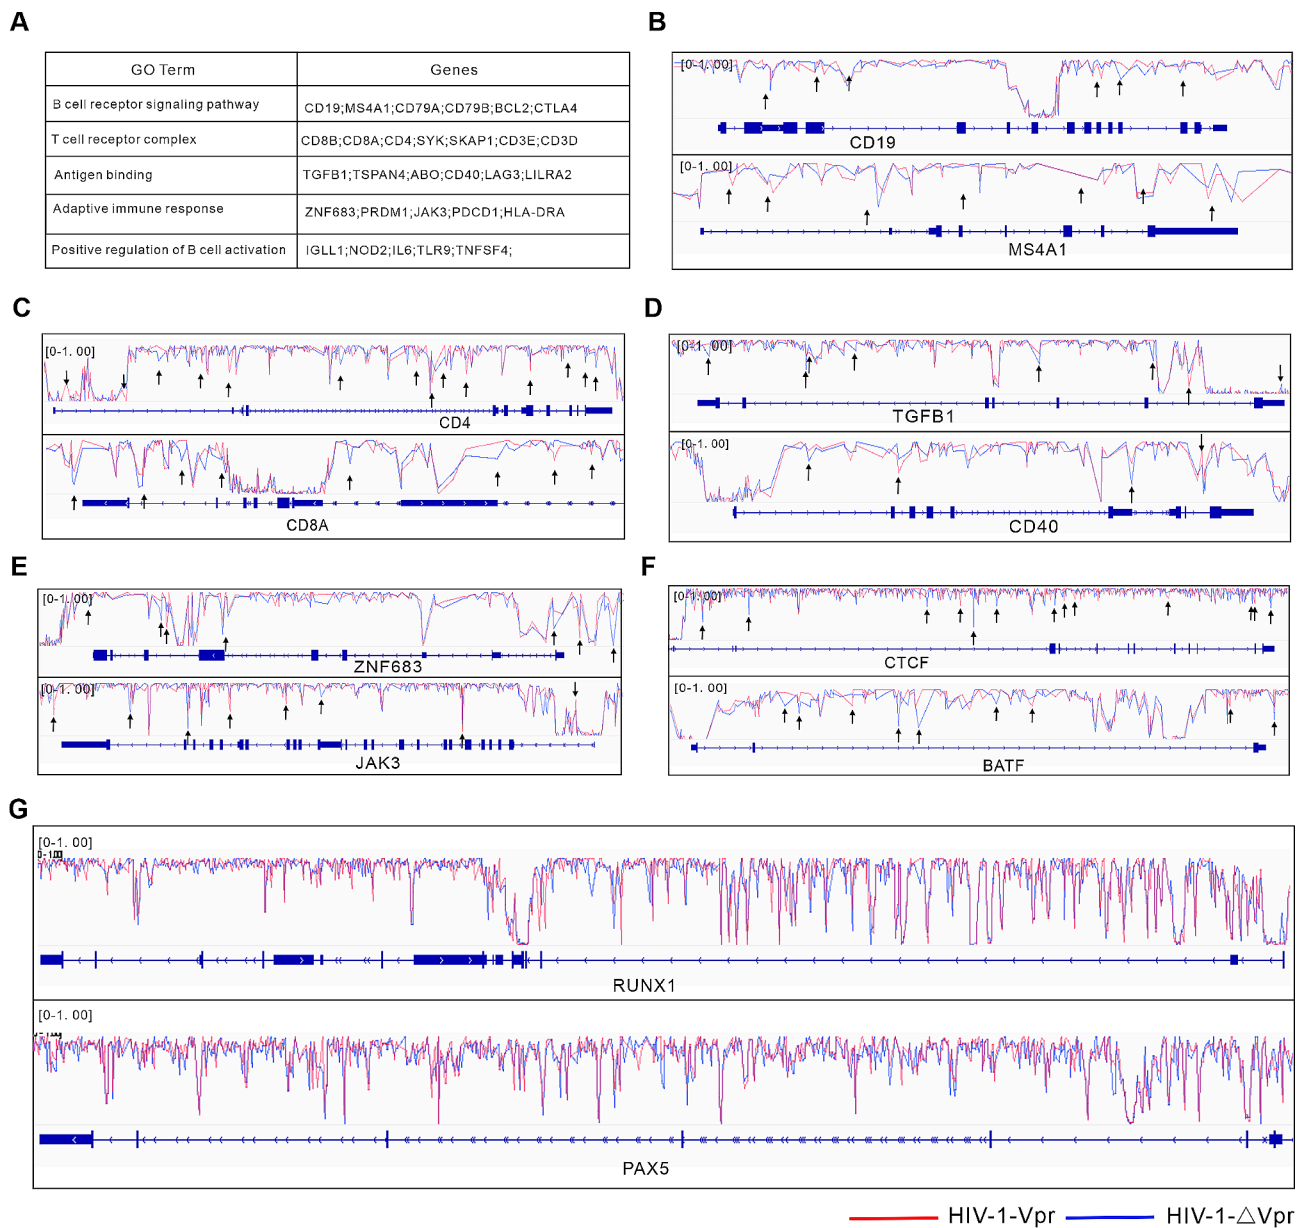 A
GO Term Genes
B cell receptor signaling pathway CD19;MS4A1;CD79A;CD79B;BCL2;CTLA4
T cell receptor complex CD8B;CD8A;CD4;SYK;SKAP1;CD3E;CD3D
Antigen binding TGFB1;TSPAN4;ABO;CD40;LAG3;LILRA2
Adaptive immune response ZNF683;PRDM1;JAK3;PDCD1;HLA-DRA
Positive regulation of B cell activation IGLL1;NOD2;IL6;TLR9;TNFSF4;
B
[0-1.00]
CD19
[0-1.00]
MS4A1
C
[0-1.00]
CD4
CD8A
D
[0-1.00]
TGFB1
[0-1.00]
CD40
E
[0-1.00]
ZNF683
[0-1.00]
JAK3
F
[0-1.00]
CTCF
[0-1.00]
BATF
G
[0-1.00]
RUNX1
[0-1.00]
PAX5
HIV-1-Vpr HIV-1-△Vpr